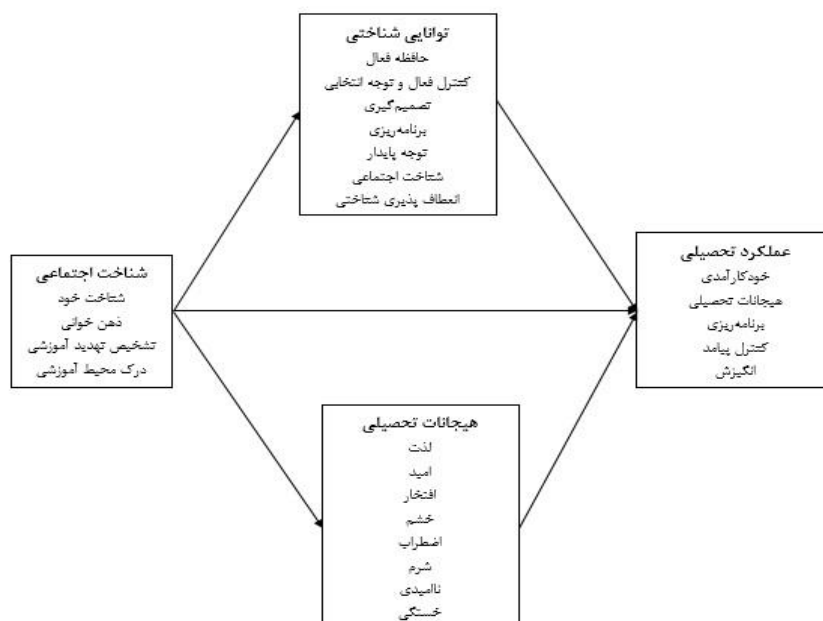 توانایی شناختی
حافظه فعال
کنترل فعال و توجه انتخابی
تصمیم‌گیری
برنامه‌ریزی
توجه پایدار
شناخت اجتماعی
انعطاف پذیری شناختی
عملکرد تحصیلی
خودکارآمدی
هیجانات تحصیلی
برنامه‌ریزی
کنترل پیامد
انگیزش
شناخت اجتماعی
شناخت خود
ذهن خوانی
تشخیص تهدید آموزشی
درک محیط آموزشی
هیجانات تحصیلی
لذت
امید
افتخار
خشم
اضطراب
شرم
ناامیدی
خستگی